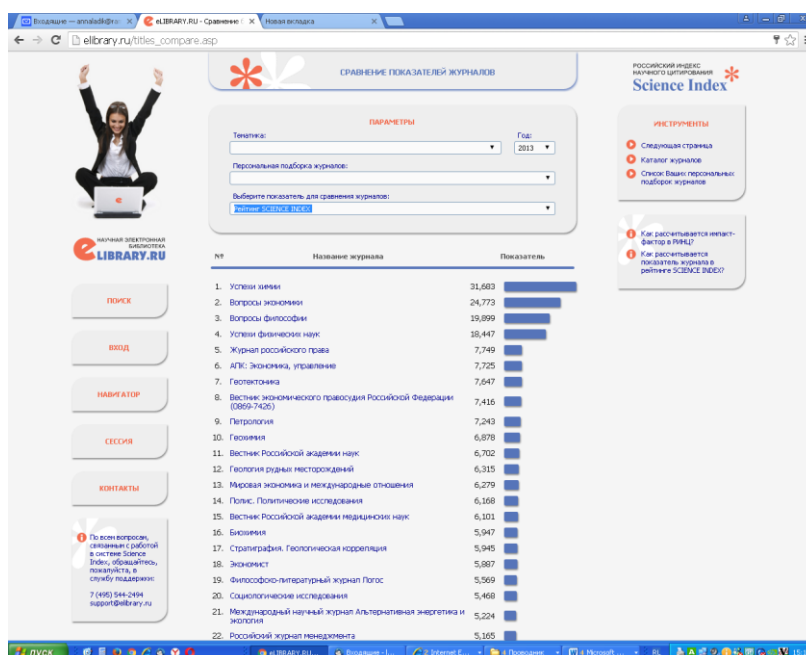 Входящие — annaladik@ra
eLIBRARY.RU - Сравнение
Новая вкладка
elibrary.ru/titles_compare.asp
СРАВНЕНИЕ ПОКАЗАТЕЛЕЙ ЖУРНАЛОВ
РОССИЙСКИЙ ИНДЕКС
НАУЧНОГО ЦИТИРОВАНИЯ
Science Index
ПАРАМЕТРЫ
Тематика:
Год:
2013
Персональная подборка журналов:
Выберите показатель для сравнения журналов:
Рейтинг SCIENCE INDEX
ИНСТРУМЕНТЫ
Следующая страница
Каталог журналов
Список Ваших персональных
подборок журналов
Как рассчитывается импакт-
фактор в РИНЦ?
Как рассчитывается
показатель журнала в
рейтинге SCIENCE INDEX?
НАУЧНАЯ ЭЛЕКТРОННАЯ
БИБЛИОТЕКА
eLIBRARY.RU
ПОИСК
ВХОД
НАВИГАТОР
СЕССИЯ
КОНТАКТЫ
По всем вопросам,
связанным с работой
в системе Science
Index, обращайтесь,
пожалуйста, в
службу поддержки:
7 (495) 544-2494
support@elibrary.ru
№ Название журнала Показатель
1. Успехи химии 31,683
2. Вопросы экономики 24,773
3. Вопросы философии 19,899
4. Успехи физических наук 18,447
5. Журнал российского права 7,749
6. АПК: Экономика, управление 7,725
7. Геотектоника 7,647
8. Вестник экономического правосудия Российской Федерации
(0869-7426) 7,416
9. Петрология 7,243
10. Геохимия 6,878
11. Вестник Российской академии наук 6,702
12. Геология рудных месторождений 6,315
13. Мировая экономика и международные отношения 6,279
14. Полис. Политические исследования 6,168
15. Вестник Российской академии медицинских наук 6,101
16. Биохимия 5,947
17. Стратиграфия. Геологическая корреляция 5,945
18. Экономист 5,887
19. Философско-литературный журнал Логос 5,569
20. Социологические исследования 5,468
21. Международный научный журнал Альтернативная энергетика и
экология 5,224
22. Российский журнал менеджмента 5,165
пуск
eLIBRARY.RU...
Входящие - ...
2 Internet E...
4 Проводник
4 Microsoft ...
RL